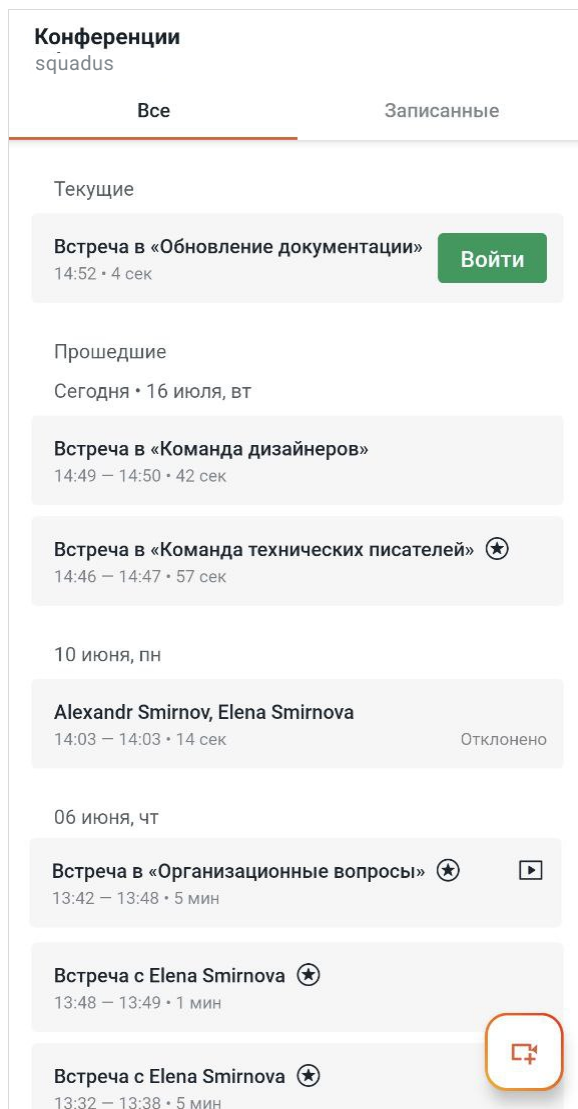 Конференции
squadus
Все
Записанные
Текущие
Встреча в «Обновление документации»
14:52 • 4 сек
Войти
Прошедшие
Сегодня • 16 июля, вт
Встреча в «Команда дизайнеров»
14:49 — 14:50 • 42 сек
Встреча в «Команда технических писателей»
14:46 — 14:47 • 57 сек
10 июня, пн
Alexandr Smirnov, Elena Smirnova
14:03 — 14:03 • 14 сек
Отклонено
06 июня, чт
Встреча в «Организационные вопросы»
13:42 — 13:48 • 5 мин
Встреча с Elena Smirnova
13:48 — 13:49 • 1 мин
Встреча с Elena Smirnova
13:32 — 13:38 • 5 мин